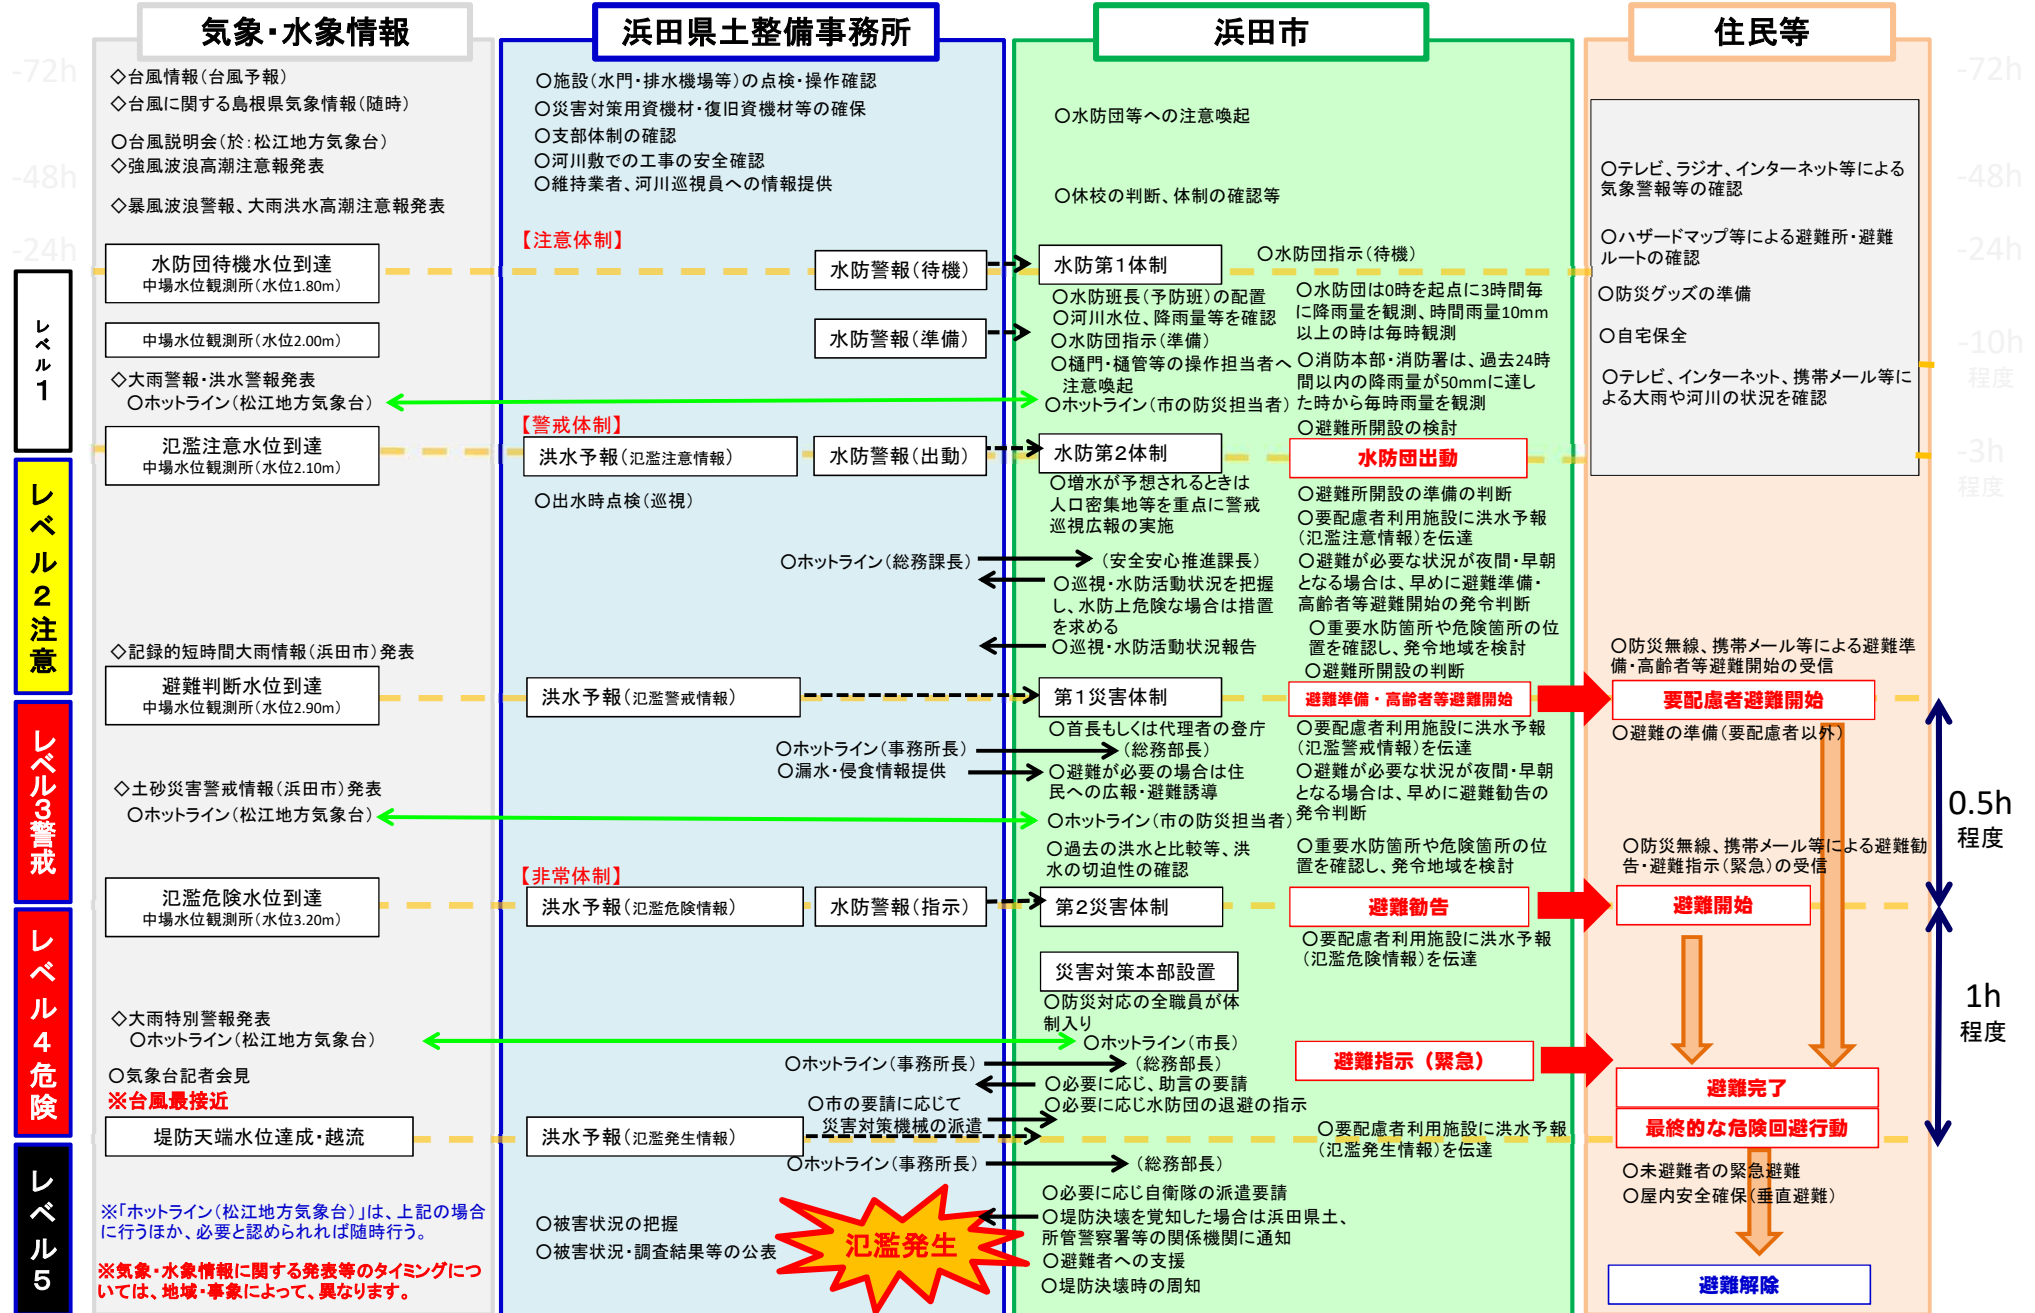 気象・水象情報
浜田県土整備事務所
浜田市
住民等
-72h
-48h
-24h
レベル1
レベル2注意
レベル3警戒
レベル4危険
レベル5
◇台風情報(台風予報)
◇台風に関する島根県気象情報(随時)
○台風説明会(於:松江地方気象台)
◇強風波浪高潮注意報発表
◇暴風波浪警報、大雨洪水高潮注意報発表
水防団待機水位到達
中場水位観測所(水位1.80m)
中場水位観測所(水位2.00m)
◇大雨警報・洪水警報発表
○ホットライン(松江地方気象台)
氾濫注意水位到達
中場水位観測所(水位2.10m)
◇記録的短時間大雨情報(浜田市)発表
避難判断水位到達
中場水位観測所(水位2.90m)
◇土砂災害警戒情報(浜田市)発表
○ホットライン(松江地方気象台)
氾濫危険水位到達
中場水位観測所(水位3.20m)
◇大雨特別警報発表
○ホットライン(松江地方気象台)
○気象台記者会見
※台風最接近
堤防天端水位達成・越流
※「ホットライン(松江地方気象台)」は、上記の場合
に行うほか、必要と認められれば随時行う。
※気象・水象情報に関する発表等のタイミングにつ
いては、地域・事象によって、異なります。
○施設(水門・排水機場等)の点検・操作確認
○災害対策用資機材・復旧資機材等の確保
○支部体制の確認
○河川敷での工事の安全確認
○維持業者、河川巡視員への情報提供
【注意体制】
水防警報(待機)
水防警報(準備)
【警戒体制】
洪水予報(氾濫注意情報)
水防警報(出動)
○出水時点検(巡視)
○ホットライン(総務課長)
洪水予報(氾濫警戒情報)
○ホットライン(事務所長)
○漏水・侵食情報提供
【非常体制】
洪水予報(氾濫危険情報)
水防警報(指示)
○ホットライン(事務所長)
○市の要請に応じて
災害対策機械の派遣
洪水予報(氾濫発生情報)
○ホットライン(事務所長)
○被害状況の把握
○被害状況・調査結果等の公表
氾濫発生
○水防団等への注意喚起
○休校の判断、体制の確認等
水防第1体制
○水防班長(予防班)の配置
○河川水位、降雨量等を確認
○水防団指示(準備)
○樋門・樋管等の操作担当者へ
注意喚起
○ホットライン(市の防災担当者)
水防第2体制
○増水が予想されるときは
人口密集地等を重点に警戒
巡視広報の実施
(安全安心推進課長)
○巡視・水防活動状況を把握
し、水防上危険な場合は措置
を求める
○巡視・水防活動状況報告
第1災害体制
○首長もしくは代理者の登庁
(総務部長)
○避難が必要の場合は住
民への広報・避難誘導
○ホットライン(市の防災担当者)
○過去の洪水と比較等、洪
水の切迫性の確認
第2災害体制
災害対策本部設置
○防災対応の全職員が体
制入り
○ホットライン(市長)
(総務部長)
○必要に応じ、助言の要請
○必要に応じ水防団の退避の指示
(総務部長)
○必要に応じ自衛隊の派遣要請
○堤防決壊を覚知した場合は浜田県土、
所管警察署等の関係機関に通知
○避難者への支援
○堤防決壊時の周知
○水防団指示(待機)
○水防団は0時を起点に3時間毎
に降雨量を観測、時間雨量10mm
以上の時は毎時観測
○消防本部・消防署は、過去24時
間以内の降雨量が50mmに達し
た時から毎時雨量を観測
○避難所開設の検討
水防団出動
○避難所開設の準備の判断
○要配慮者利用施設に洪水予報
(氾濫注意情報)を伝達
○避難が必要な状況が夜間・早朝
となる場合は、早めに避難準備・
高齢者等避難開始の発令判断
○重要水防箇所や危険箇所の位
置を確認し、発令地域を検討
○避難所開設の判断
避難準備・高齢者等避難開始
○要配慮者利用施設に洪水予報
(氾濫警戒情報)を伝達
○避難が必要な状況が夜間・早朝
となる場合は、早めに避難勧告の
発令判断
○重要水防箇所や危険箇所の位
置を確認し、発令地域を検討
避難勧告
○要配慮者利用施設に洪水予報
(氾濫危険情報)を伝達
避難指示(緊急)
○要配慮者利用施設に洪水予報
(氾濫発生情報)を伝達
○テレビ、ラジオ、インターネット等による
気象警報等の確認
○ハザードマップ等による避難所・避難
ルートの確認
○防災グッズの準備
○自宅保全
○テレビ、インターネット、携帯メール等に
よる大雨や河川の状況を確認
○防災無線、携帯メール等による避難準
備・高齢者等避難開始の受信
要配慮者避難開始
○避難の準備(要配慮者以外)
○防災無線、携帯メール等による避難勧
告・避難指示(緊急)の受信
避難開始
避難完了
最終的な危険回避行動
○未避難者の緊急避難
○屋内安全確保(垂直避難)
避難解除
-72h
-48h
-24h
-10h
程度
-3h
程度
0.5h
程度
1h
程度